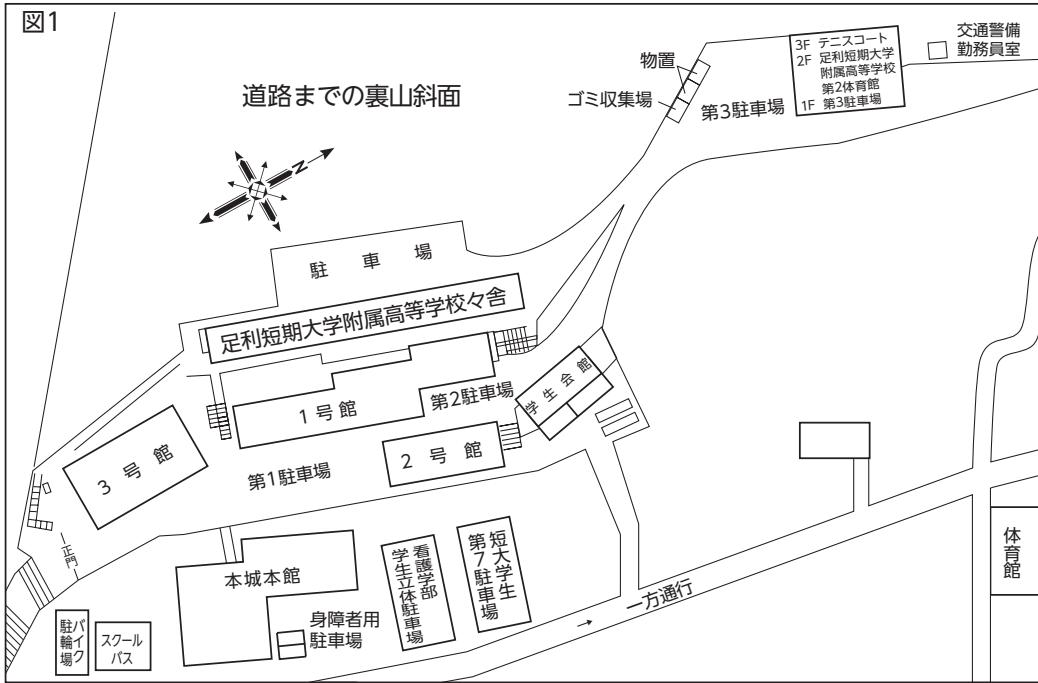 図1
道路までの裏山斜面
N
物置
ゴミ収集場
第3駐車場
3F テニスコート
2F 足利短期大学
附属高等学校
第2体育館
1F 第3駐車場
交通警備
勤務員室
駐車場
足利短期大学附属高等学校々舎
1号館
第2駐車場
学生会館
2号館
3号館
第1駐車場
正門
本城本館
身障者用
駐車場
看護学部
学生立体駐車場
短大学生
第7駐車場
バイク
駐輪場
スクール
バス
一方通行
→
体育館